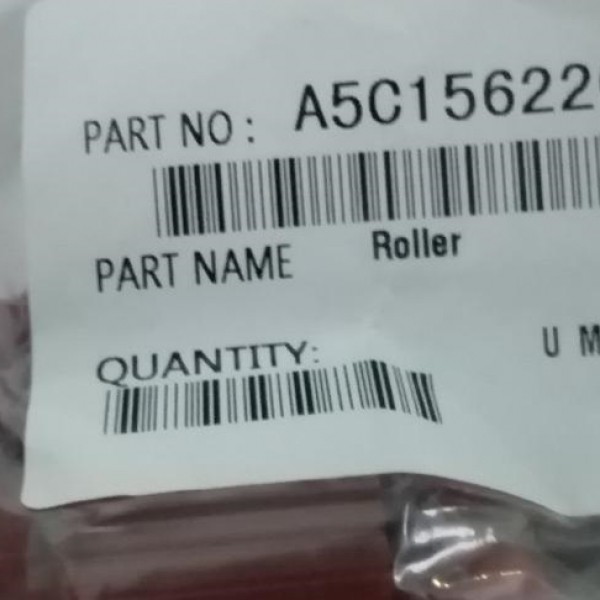 PART NO: A5C15622
PART NAME Roller
QUANTITY:
U M